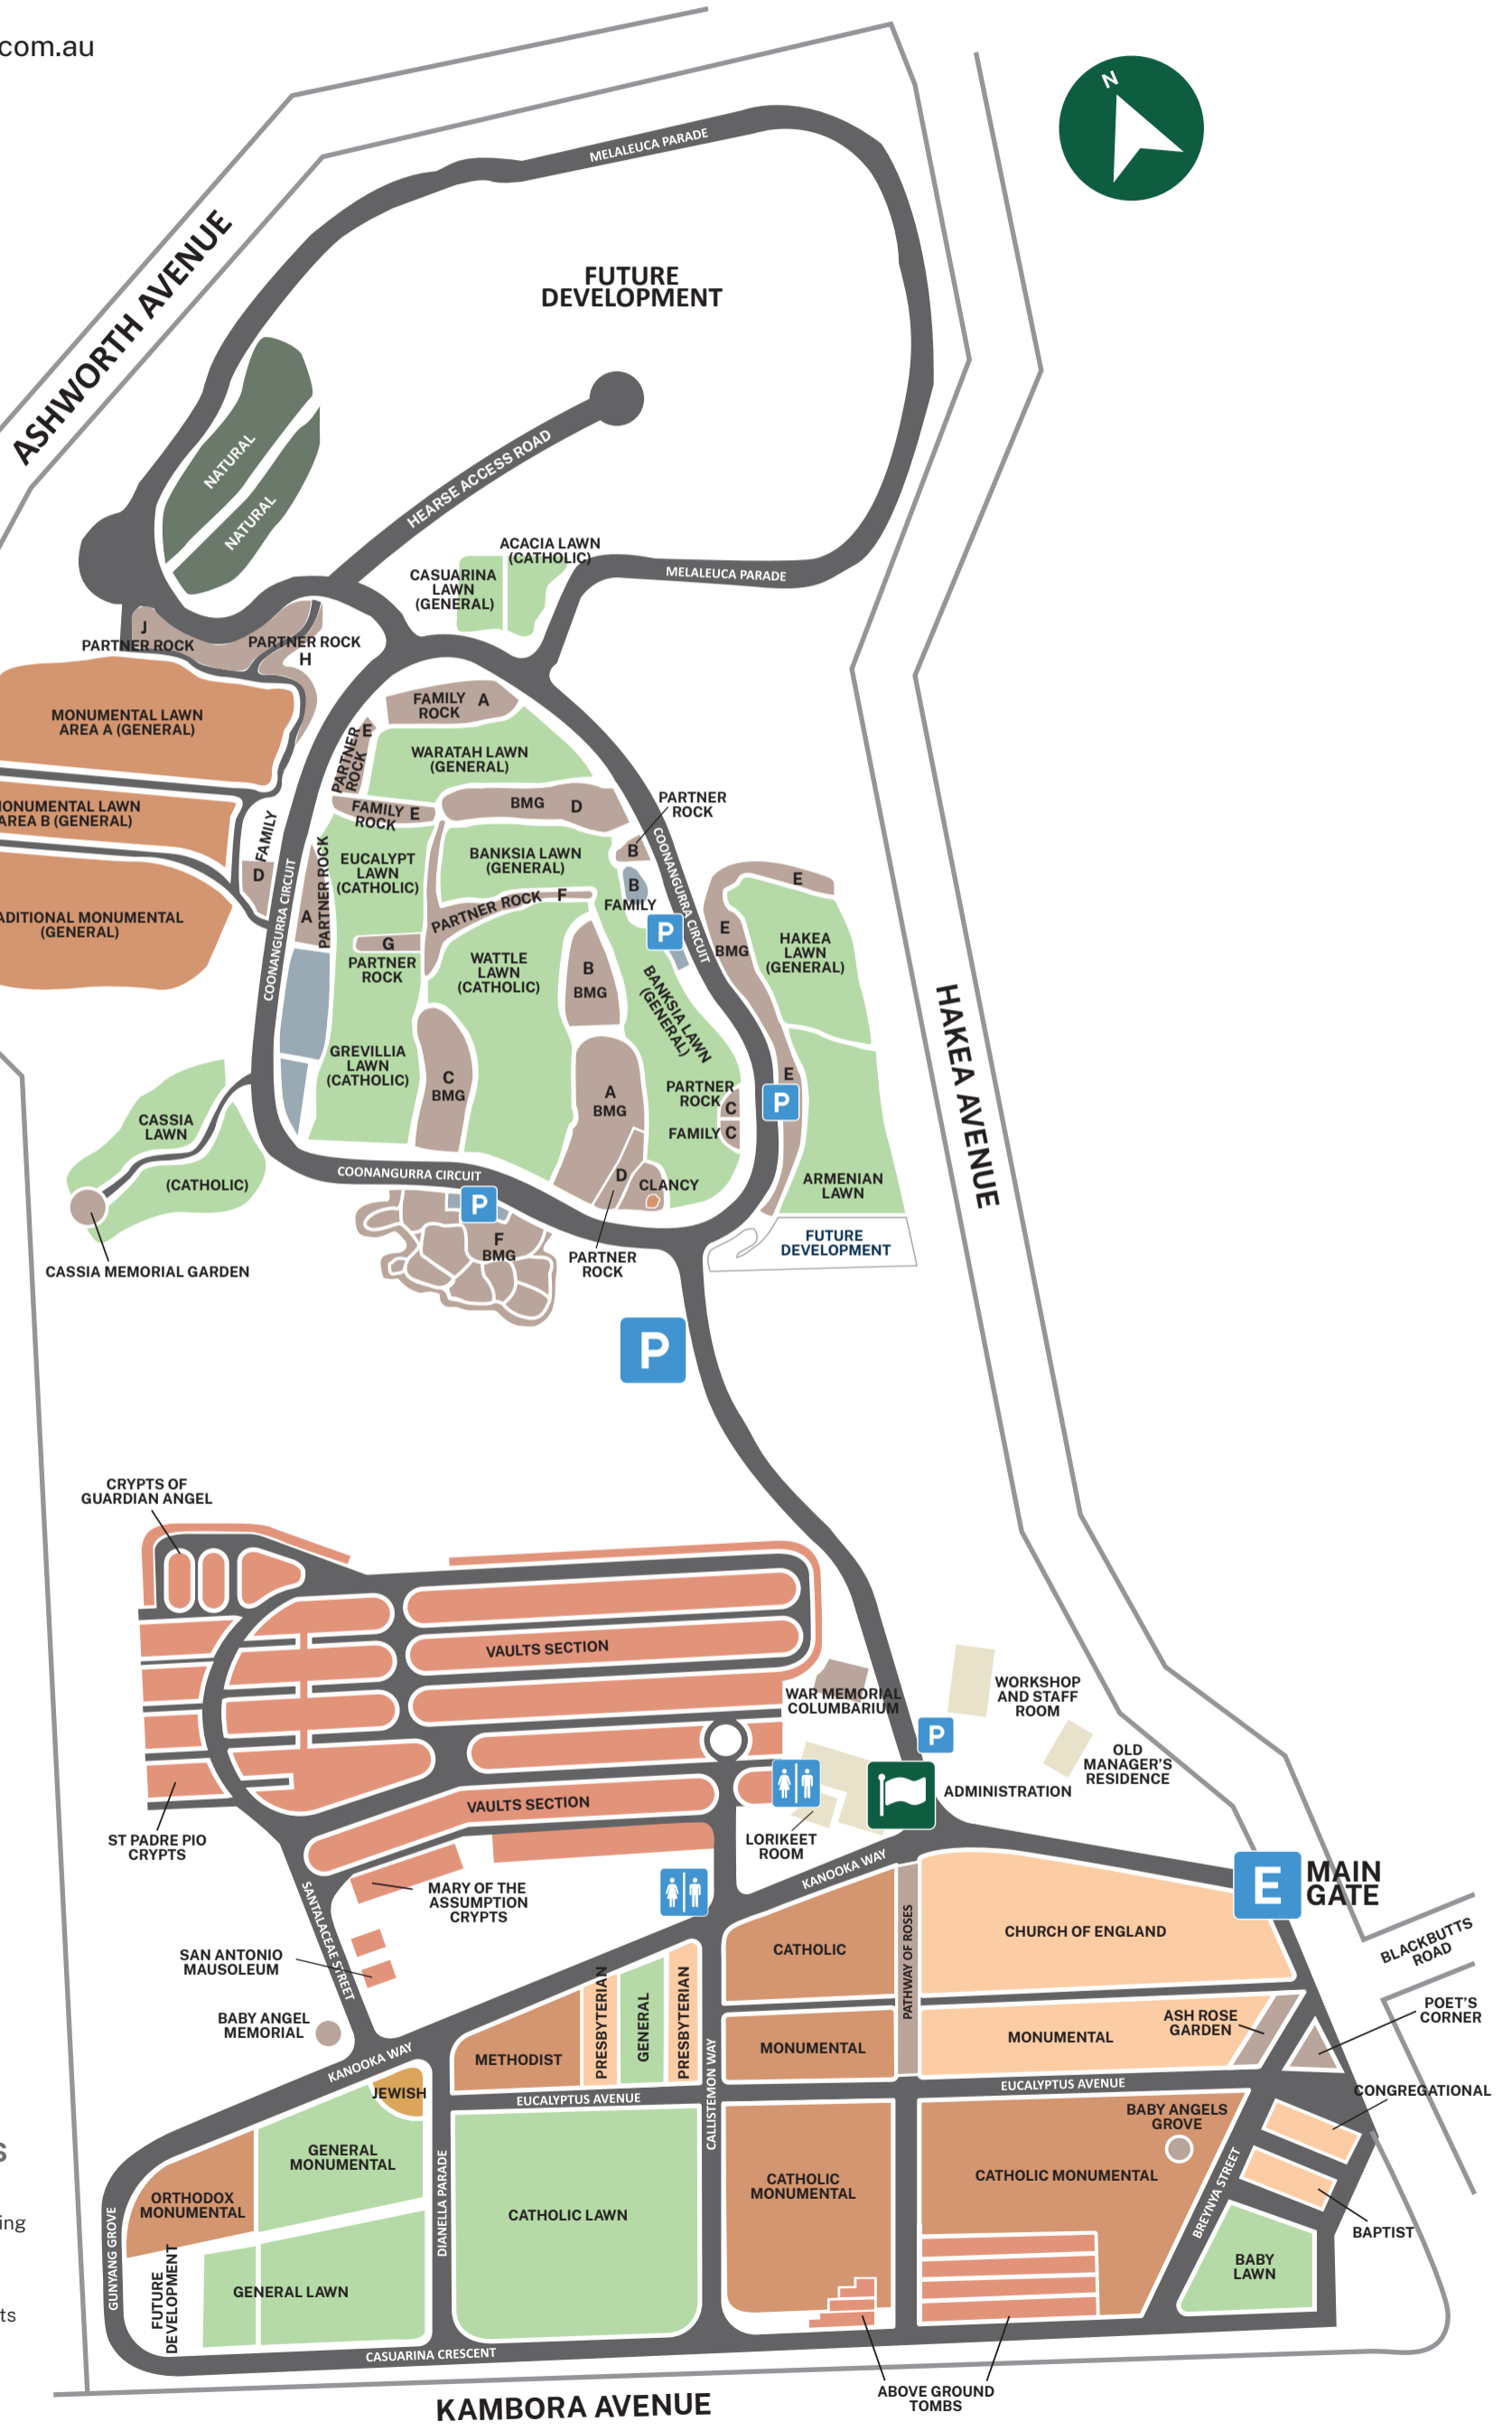 com.au
N
MELALEUCA PARADE
ASHWORTH AVENUE
FUTURE
DEVELOPMENT
NATURAL
NATURAL
HEARSE ACCESS ROAD
ACACIA LAWN
(CATHOLIC)
CASUARINA
LAWN
(GENERAL)
MELALEUCA PARADE
J
PARTNER ROCK
PARTNER ROCK
H
MONUMENTAL LAWN
AREA A (GENERAL)
FAMILY
ROCK
A
E
PARTNER
ROCK
WARATAH LAWN
(GENERAL)
MONUMENTAL LAWN
AREA B (GENERAL)
FAMILY
ROCK
E
BMG D
PARTNER
ROCK
B
COONANGURRA CIRCUIT
FAMILY
D
COONANGURRA CIRCUIT
PARTNER ROCK
A
EUCALYPT
LAWN
(CATHOLIC)
BANKSIA LAWN
(GENERAL)
B
FAMILY
P
PARTNER ROCK F
E
E
BMG
HAKEA
LAWN
(GENERAL)
ADITIONAL MONUMENTAL
(GENERAL)
G
PARTNER
ROCK
WATTLE
LAWN
(CATHOLIC)
B
BMG
BANKSIA LAWN
(GENERAL)
HAKEA AVENUE
GREVILLIA
LAWN
(CATHOLIC)
C
BMG
A
BMG
PARTNER
ROCK
C
FAMILY C
E
P
CASSIA
LAWN
(CATHOLIC)
CASSIA MEMORIAL GARDEN
COONANGURRA CIRCUIT
P
F
BMG
D
CLANCY
PARTNER
ROCK
ARMENIAN
LAWN
FUTURE
DEVELOPMENT
P
CRYPTS OF
GUARDIAN ANGEL
VAULTS SECTION
WAR MEMORIAL
COLUMBARIUM
WORKSHOP
AND STAFF
ROOM
P
OLD
MANAGER'S
RESIDENCE
ADMINISTRATION
VAULTS SECTION
ST PADRE PIO
CRYPTS
LORIKEET
ROOM
KANOOKA WAY
E
MAIN
GATE
MARY OF THE
ASSUMPTION
CRYPTS
SANTALACEAE STREET
SAN ANTONIO
MAUSOLEUM
BABY ANGEL
MEMORIAL
KANOOKA WAY
CATHOLIC
PATHWAY OF ROSES
CHURCH OF ENGLAND
BLACKBUTTS
ROAD
METHODIST
PRESBYTERIAN
GENERAL
PRESBYTERIAN
CALLISTEMON WAY
MONUMENTAL
MONUMENTAL
ASH ROSE
GARDEN
POET'S
CORNER
JEWISH
EUCALYPTUS AVENUE
EUCALYPTUS AVENUE
CONGREGATIONAL
BABY ANGELS
GROVE
GENERAL
MONUMENTAL
DIANELLA PARADE
ORTHODOX
MONUMENTAL
CATHOLIC LAWN
CATHOLIC
MONUMENTAL
CATHOLIC MONUMENTAL
BREYNYA STREET
BAPTIST
S
ing
ts
GUNYANG GROVE
FUTURE
DEVELOPMENT
GENERAL LAWN
BABY
LAWN
CASUARINA CRESCENT
ABOVE GROUND
TOMBS
KAMBORA AVENUE